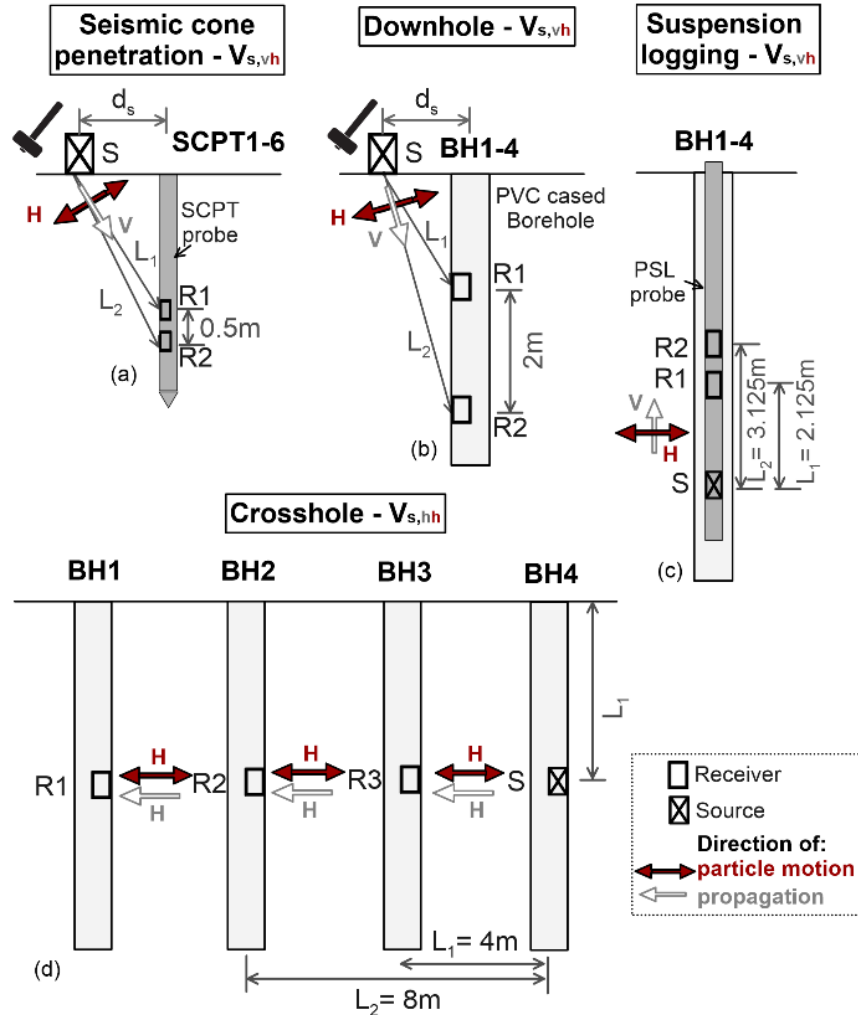 Seismic cone
penetration - Vs,vh
ds
SCPT1-6
S
H
V
SCPT
probe
L1
L2
R1
0.5m
R2
(a)
Downhole - Vs,vh
ds
BH1-4
S
H
V
PVC cased
Borehole
L1
L2
R1
2m
R2
(b)
Suspension
logging - Vs,vh
BH1-4
PSL
probe
R2
R1
V
H
S
L2= 3.125m
L1= 2.125m
(c)
Crosshole - Vs,hh
BH1
BH2
BH3
BH4
L1
H
H
H
R1
R2
R3
S
H
H
H
L1= 4m
L2= 8m
(d)
Receiver
Source
Direction of:
particle motion
propagation